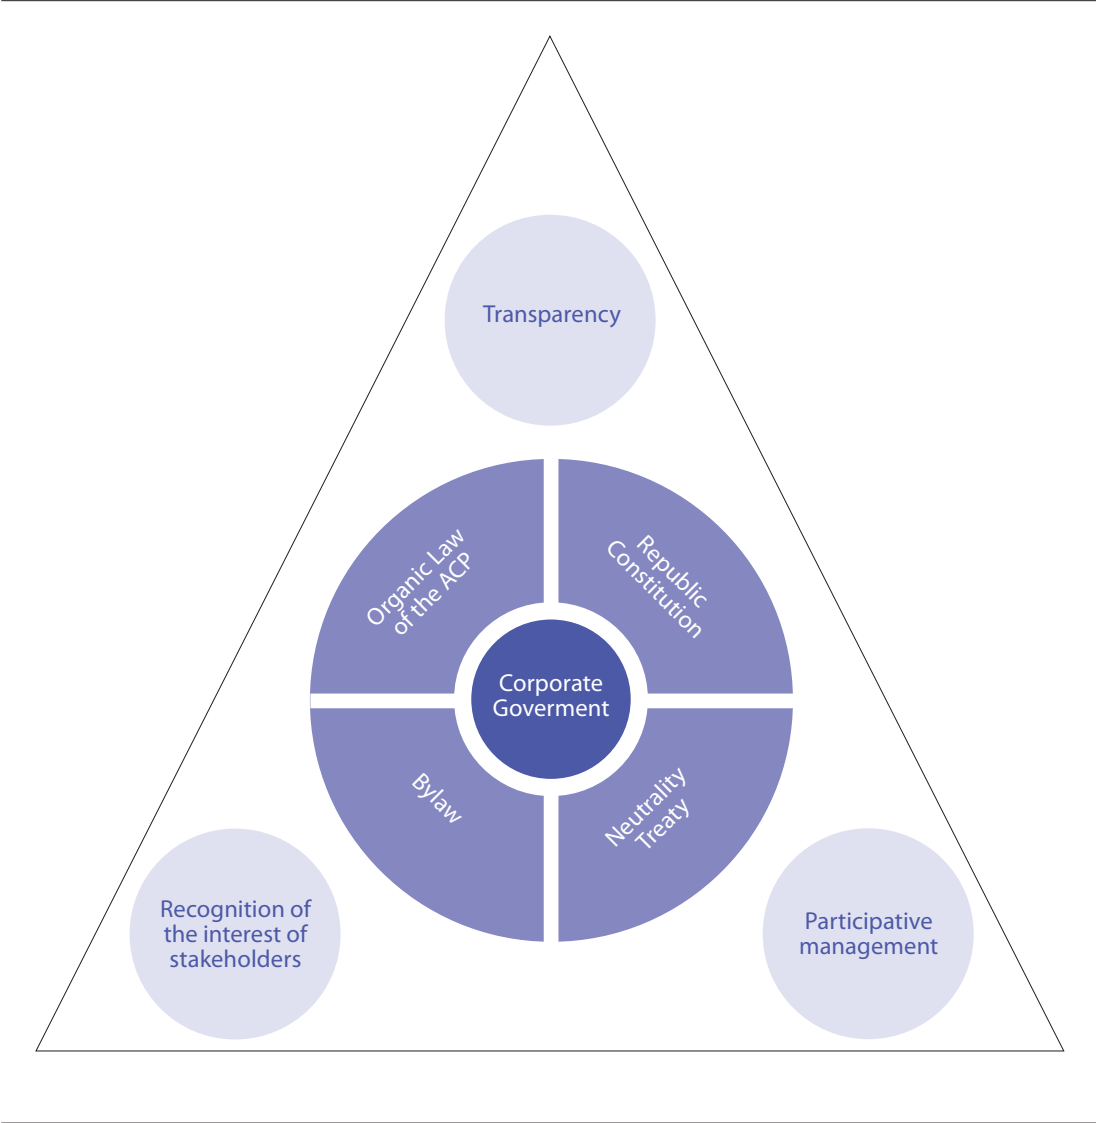 Transparency
Organic Law
of the ACP
Republic
Constitution
Corporate
Goverment
Bylaw
Neutrality
Treaty
Recognition of
the interest of
stakeholders
Participative
management